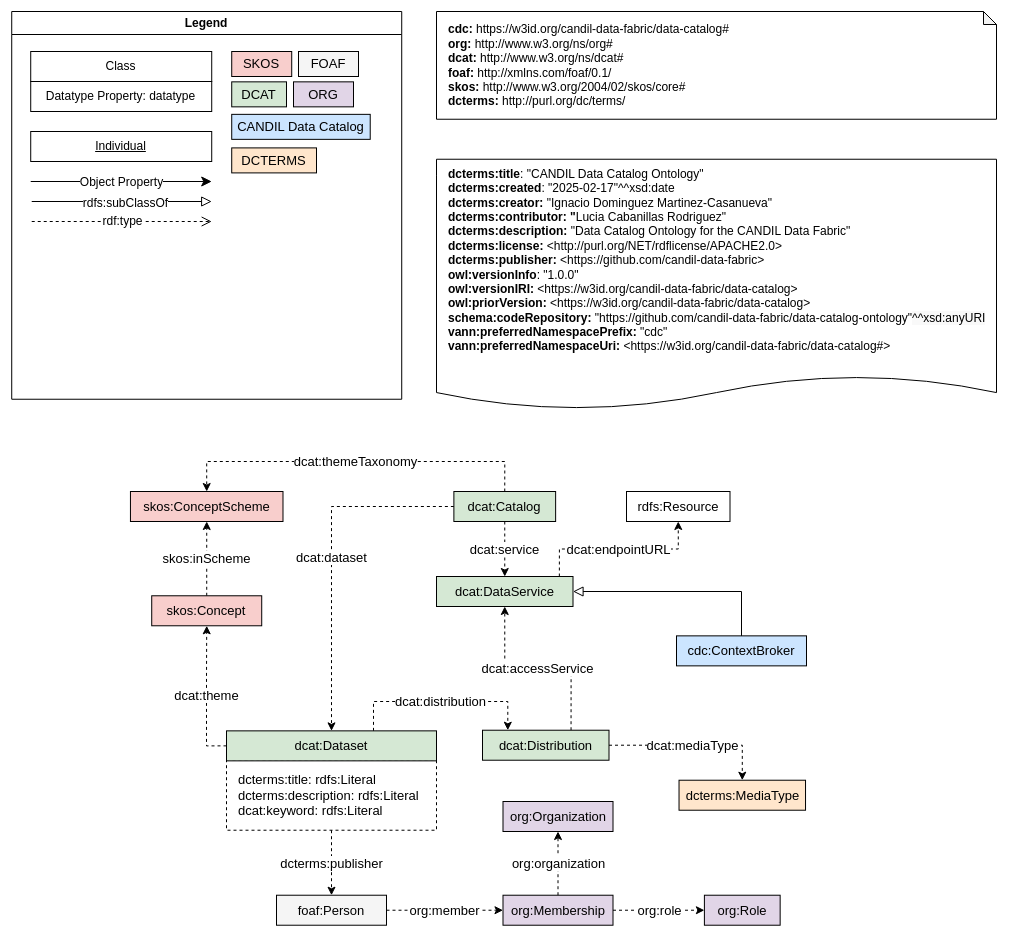 Legend
Class
Datatype Property: datatype
Individual
Object Property
rdfs:subClassOf
rdf:type
SKOS
FOAF
DCAT
ORG
CANDIL Data Catalog
DCTERMS
cdc: https://w3id.org/candil-data-fabric/data-catalog#
org: http://www.w3.org/ns/org#
dcat: http://www.w3.org/ns/dcat#
foaf: http://xmlns.com/foaf/0.1/
skos: http://www.w3.org/2004/02/skos/core#
dcterms: http://purl.org/dc/terms/
dcterms:title: "CANDIL Data Catalog Ontology"
dcterms:created: "2025-02-17"^^xsd:date
dcterms:creator: "Ignacio Dominguez Martinez-Casanueva"
dcterms:contributor: "Lucia Cabanillas Rodriguez"
dcterms:description: "Data Catalog Ontology for the CANDIL Data Fabric"
dcterms:license: <http://purl.org/NET/rdflicense/APACHE2.0>
dcterms:publisher: <https://github.com/candil-data-fabric>
owl:versionInfo: "1.0.0"
owl:versionIRI: <https://w3id.org/candil-data-fabric/data-catalog>
owl:priorVersion: <https://w3id.org/candil-data-fabric/data-catalog>
schema:codeRepository: "https://github.com/candil-data-fabric/data-catalog-ontology"^^xsd:anyURI
vann:preferredNamespacePrefix: "cdc"
vann:preferredNamespaceUri: <https://w3id.org/candil-data-fabric/data-catalog#>
dcat:themeTaxonomy
skos:ConceptScheme
dcat:Catalog
rdfs:Resource
skos:inScheme
dcat:dataset
dcat:service
dcat:endpointURL
dcat:DataService
skos:Concept
cdc:ContextBroker
dcat:accessService
dcat:theme
dcat:distribution
dcat:Dataset
dcat:Distribution
dcat:mediaType
dcterms:title: rdfs:Literal
dcterms:description: rdfs:Literal
dcat:keyword: rdfs:Literal
dcterms:MediaType
org:Organization
dcterms:publisher
org:organization
foaf:Person
org:member
org:Membership
org:role
org:Role